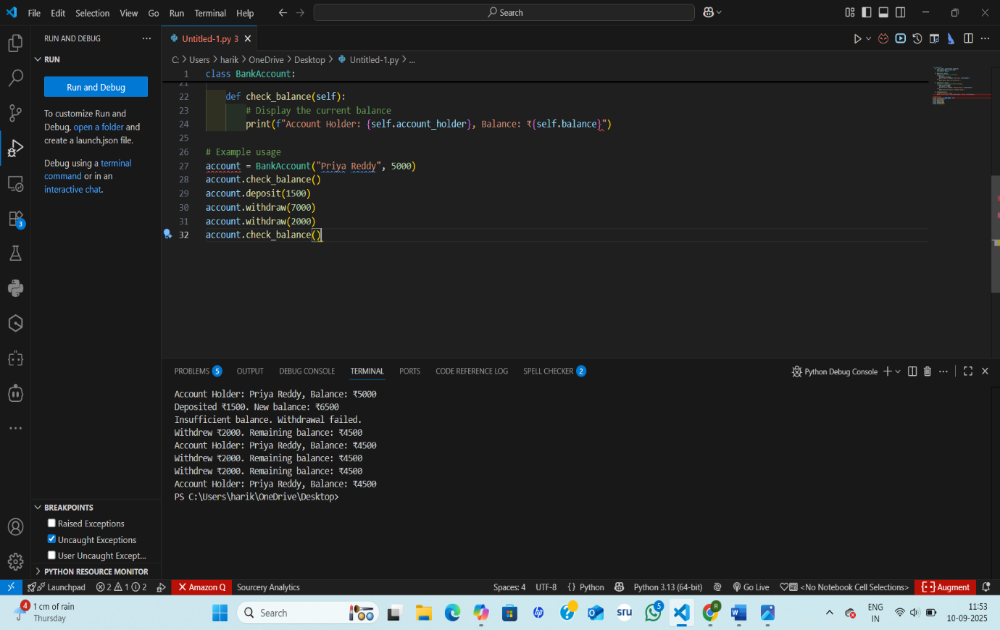 File Edit Selection View Go Run Terminal Help
Search
RUN AND DEBUG
Untitled-1.py 3
RUN
C: > Users > harik > OneDrive > Desktop > Untitled-1.py > ...
Run and Debug
To customize Run and
Debug, open a folder and
create a launch.json file.
Debug using a terminal
command or in an
interactive chat.
3
1 class BankAccount:
21
22 def check_balance(self):
23 # Display the current balance
24 print(f"Account Holder: {self.account_holder}, Balance: ₹{self.balance}")
25
26 # Example usage
27 account = BankAccount("Priya Reddy", 5000)
28 account.check_balance()
29 account.deposit(1500)
30 account.withdraw(7000)
31 account.withdraw(2000)
32 account.check_balance()
PROBLEMS 5 OUTPUT DEBUG CONSOLE TERMINAL PORTS CODE REFERENCE LOG SPELL CHECKER 2
Python Debug Console
Account Holder: Priya Reddy, Balance: ₹5000
Deposited ₹1500. New balance: ₹6500
Insufficient balance. Withdrawal failed.
Withdrew ₹2000. Remaining balance: ₹4500
Account Holder: Priya Reddy, Balance: ₹4500
Withdrew ₹2000. Remaining balance: ₹4500
Withdrew ₹2000. Remaining balance: ₹4500
Account Holder: Priya Reddy, Balance: ₹4500
PS C:\Users\harik\OneDrive\Desktop>
BREAKPOINTS
Raised Exceptions
Uncaught Exceptions
User Uncaught Except...
PYTHON RESOURCE MONITOR
Launchpad 2 1 2 Amazon Q Sourcery Analytics
Spaces: 4 UTF-8 {} Python Python 3.13 (64-bit) Go Live <No Notebook Cell Selections> Augment
4
1 cm of rain
Thursday
Search
sru
5
R
ENG
IN
11:53
10-09-2025